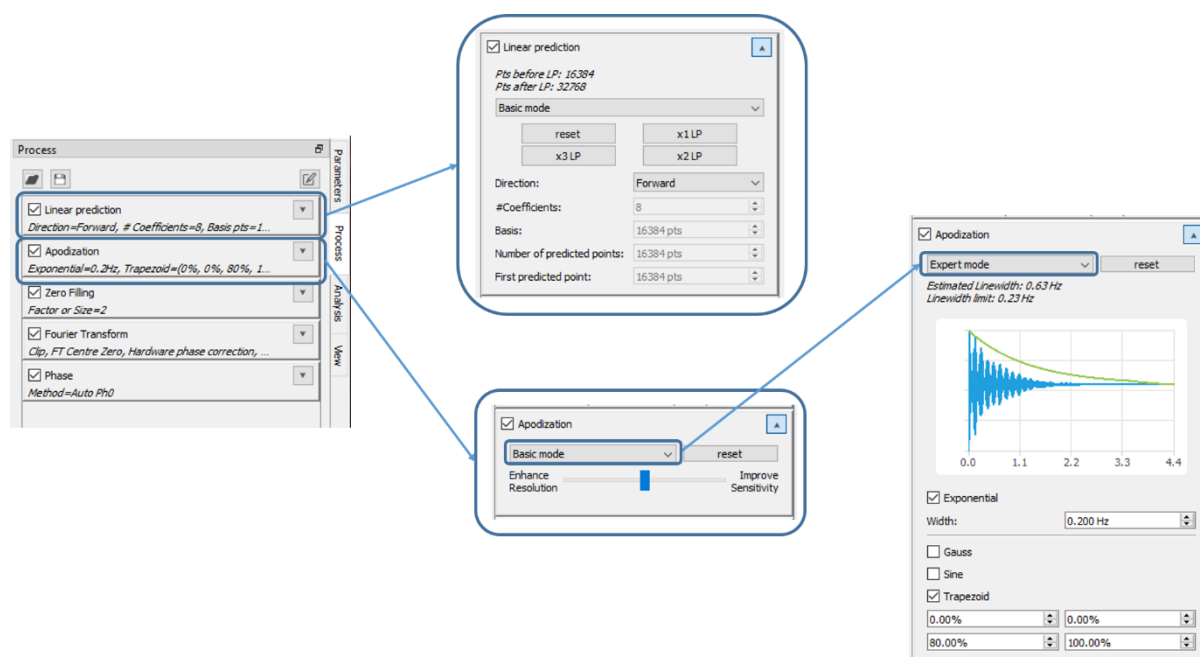 Process
Parameters
Process
Analysis
View
Linear prediction
Direction=Forward, # Coefficients=8, Basis pts=1...
Apodization
Exponential=0.2Hz, Trapezoid=(0%, 0%, 80%, 1...
Zero Filling
Factor or Size=2
Fourier Transform
Clip, FT Centre Zero, Hardware phase correction, ...
Phase
Method=Auto Ph0
Linear prediction
Pts before LP: 16384
Pts after LP: 32768
Basic mode
reset x1 LP
x3 LP x2 LP
Direction: Forward
#Coefficients: 8
Basis: 16384 pts
Number of predicted points: 16384 pts
First predicted point: 16384 pts
Apodization
Basic mode reset
Enhance Improve
Resolution Sensitivity
Apodization
Expert mode reset
Estimated Linewidth: 0.63 Hz
Linewidth limit: 0.23 Hz
0.0 1.1 2.2 3.3 4.4
Exponential
Width: 0.200 Hz
Gauss
Sine
Trapezoid
0.00% 0.00%
80.00% 100.00%